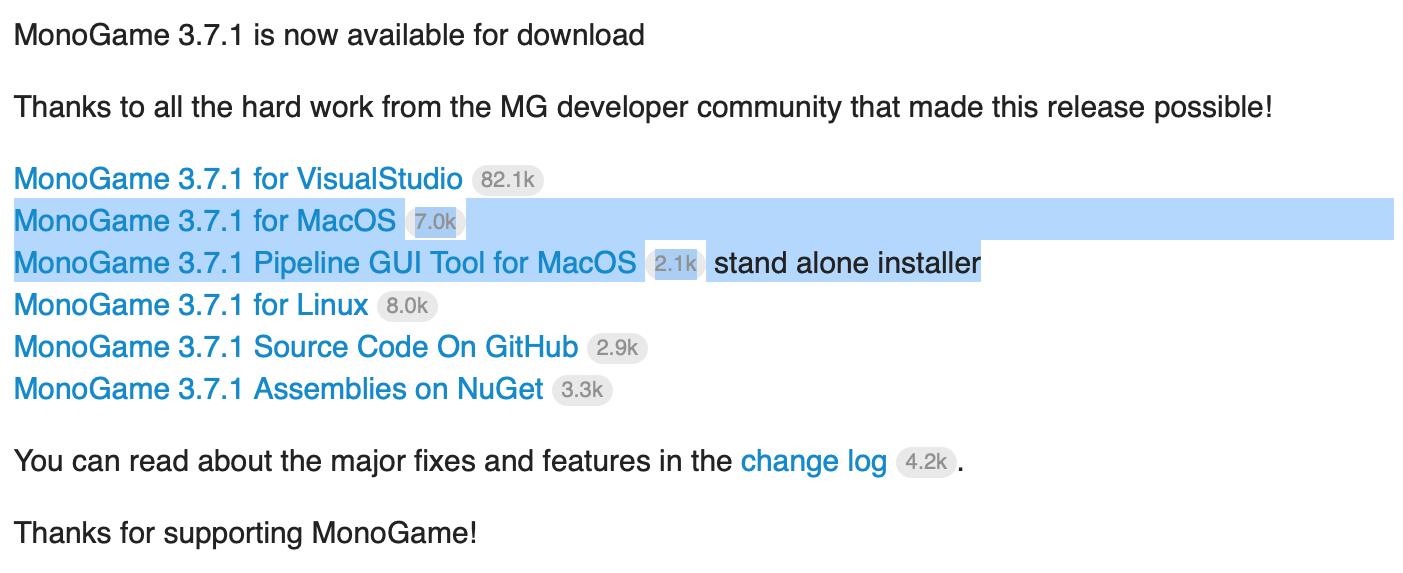 MonoGame 3.7.1 is now available for download
Thanks to all the hard work from the MG developer community that made this release possible!
MonoGame 3.7.1 for VisualStudio 82.1k
MonoGame 3.7.1 for MacOS 7.0k
MonoGame 3.7.1 Pipeline GUI Tool for MacOS 2.1k stand alone installer
MonoGame 3.7.1 for Linux 8.0k
MonoGame 3.7.1 Source Code On GitHub 2.9k
MonoGame 3.7.1 Assemblies on NuGet 3.3k
You can read about the major fixes and features in the change log 4.2k.
Thanks for supporting MonoGame!